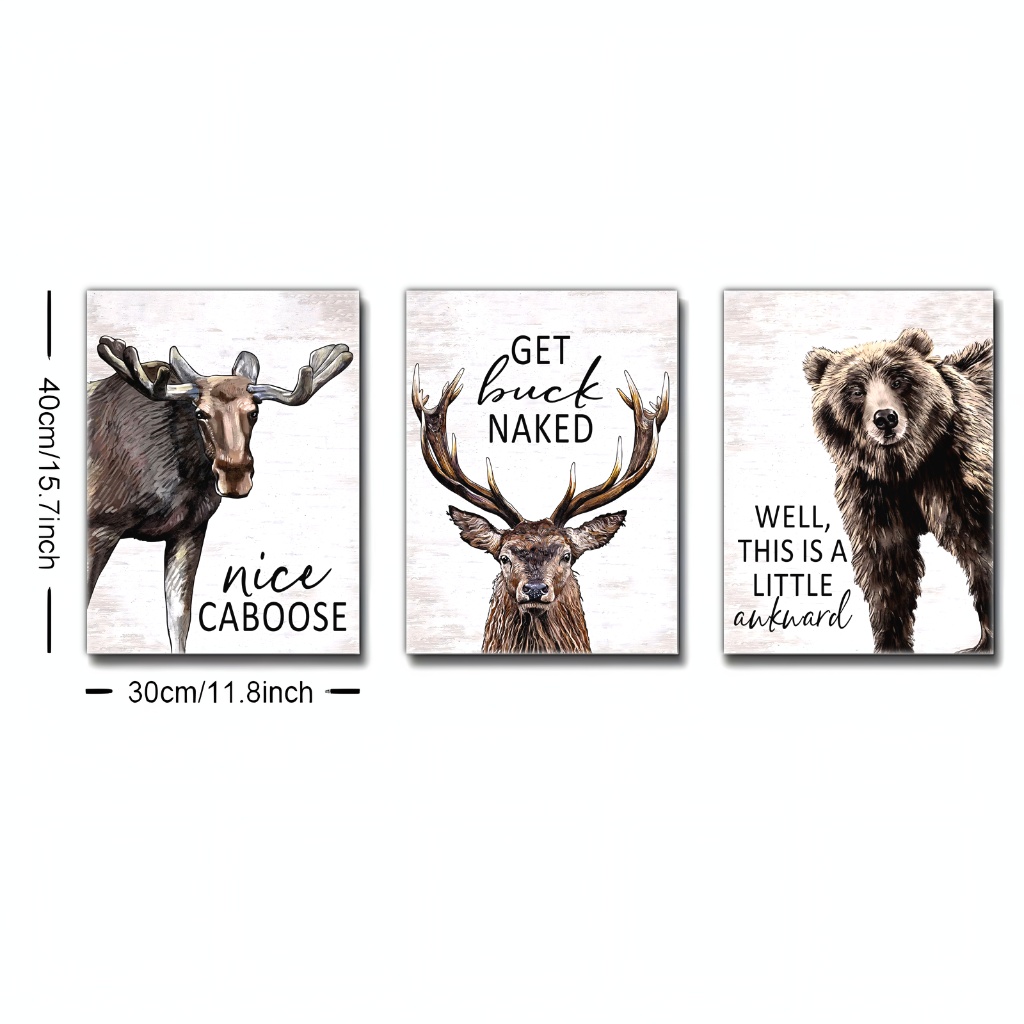 40cm/15.7inch
30cm/11.8inch
nice
CABOOSE
GET
buck
NAKED
WELL,
THIS IS A
LITTLE
awkward